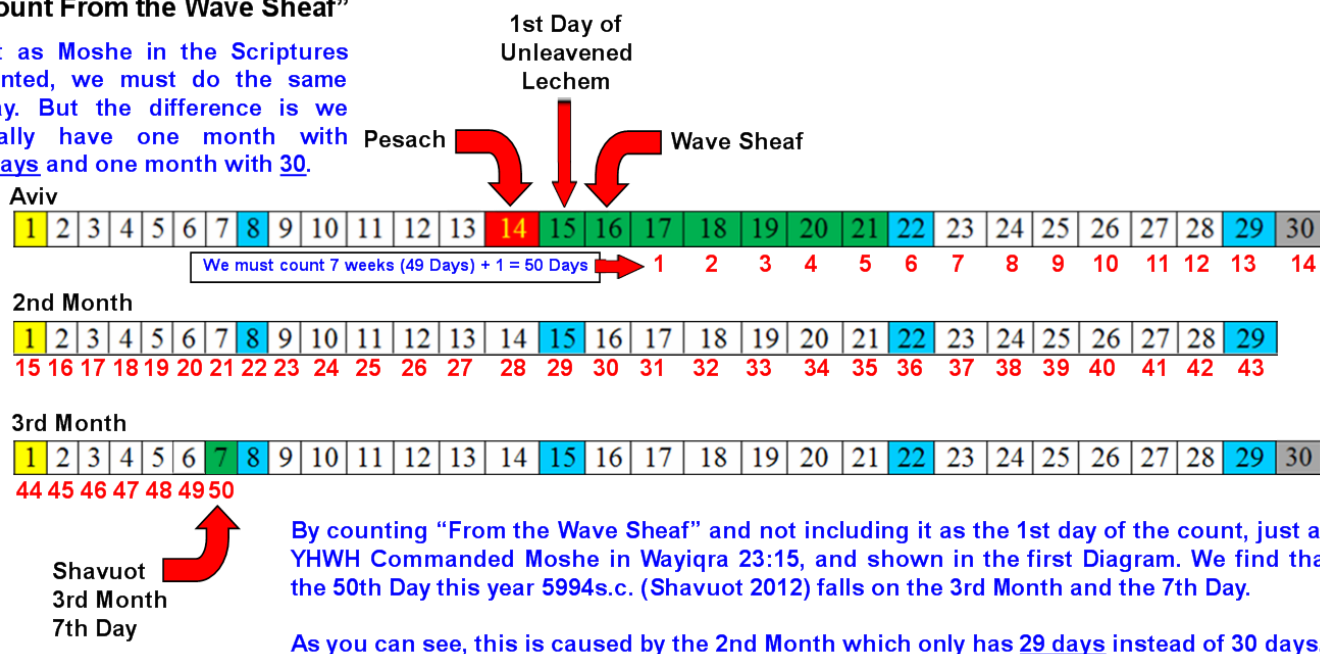 ount From the Wave Sheaf”
as Moshe in the Scriptures
nted, we must do the same
ay. But the difference is we
ally have one month with
ays and one month with 30.
1st Day of
Unleavened
Lechem
Pesach
Wave Sheaf
Aviv
1 2 3 4 5 6 7 8 9 10 11 12 13 14 15 16 17 18 19 20 21 22 23 24 25 26 27 28 29 30
We must count 7 weeks (49 Days) + 1 = 50 Days
1 2 3 4 5 6 7 8 9 10 11 12 13 14
2nd Month
1 2 3 4 5 6 7 8 9 10 11 12 13 14 15 16 17 18 19 20 21 22 23 24 25 26 27 28 29
15 16 17 18 19 20 21 22 23 24 25 26 27 28 29 30 31 32 33 34 35 36 37 38 39 40 41 42 43
3rd Month
1 2 3 4 5 6 7 8 9 10 11 12 13 14 15 16 17 18 19 20 21 22 23 24 25 26 27 28 29 30
44 45 46 47 48 49 50
Shavuot
3rd Month
7th Day
By counting “From the Wave Sheaf” and not including it as the 1st day of the count, just a
YHWH Commanded Moshe in Wayiqra 23:15, and shown in the first Diagram. We find tha
the 50th Day this year 5994s.c. (Shavuot 2012) falls on the 3rd Month and the 7th Day.
As you can see, this is caused by the 2nd Month which only has 29 days instead of 30 days.